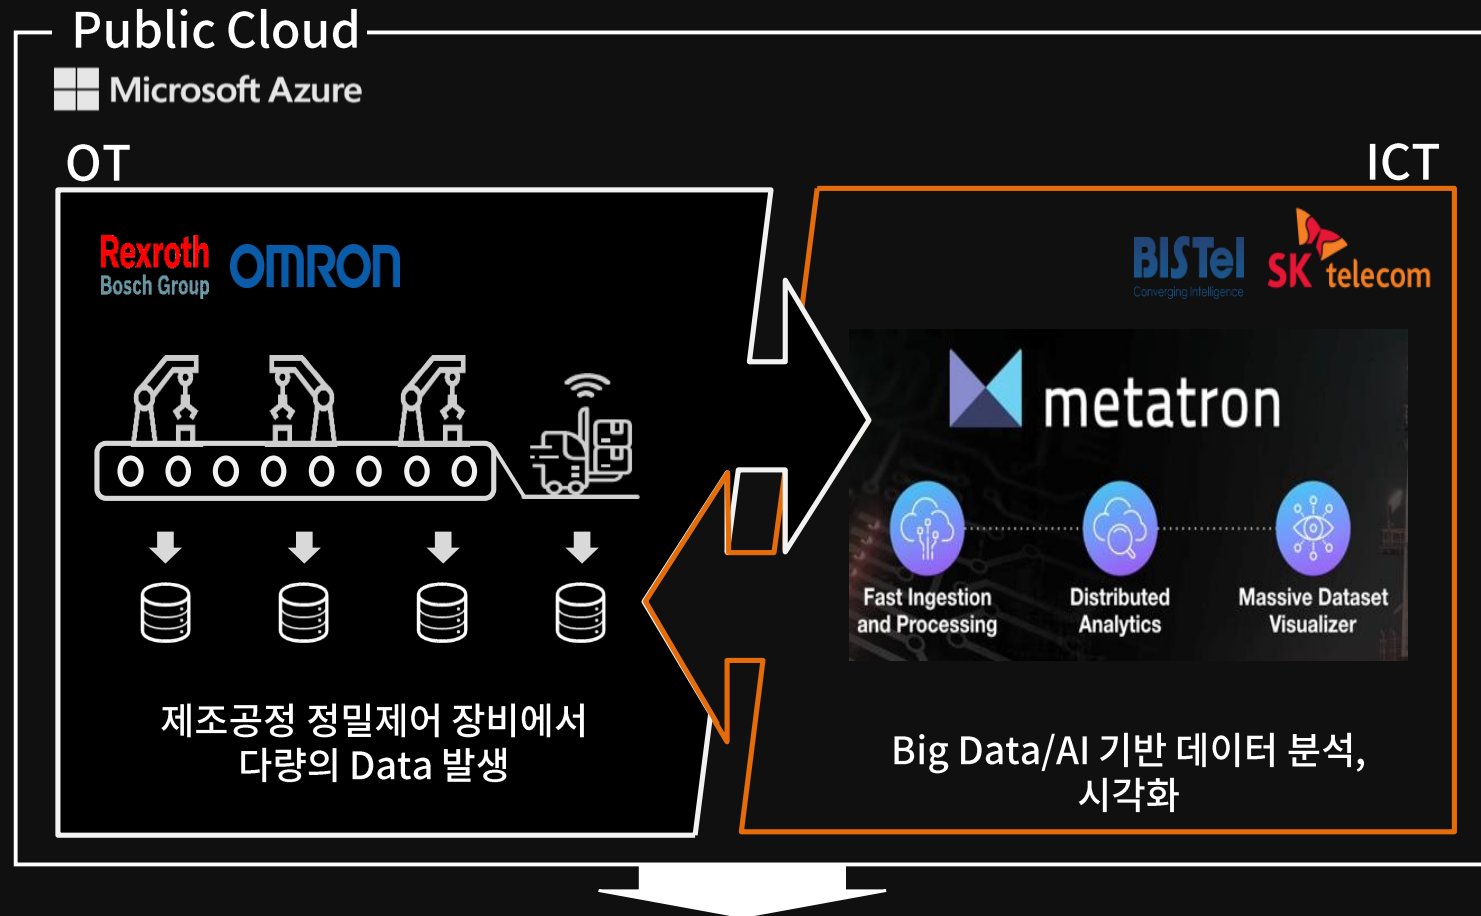 Public Cloud
Microsoft Azure
OT
ICT
Rexroth
Bosch Group
OMRON
BISTel
Converging Intelligence
SK telecom
metatron
Fast Ingestion
and Processing
Distributed
Analytics
Massive Dataset
Visualizer
제조공정 정밀제어 장비에서
다량의 Data 발생
Big Data/AI 기반 데이터 분석,
시각화